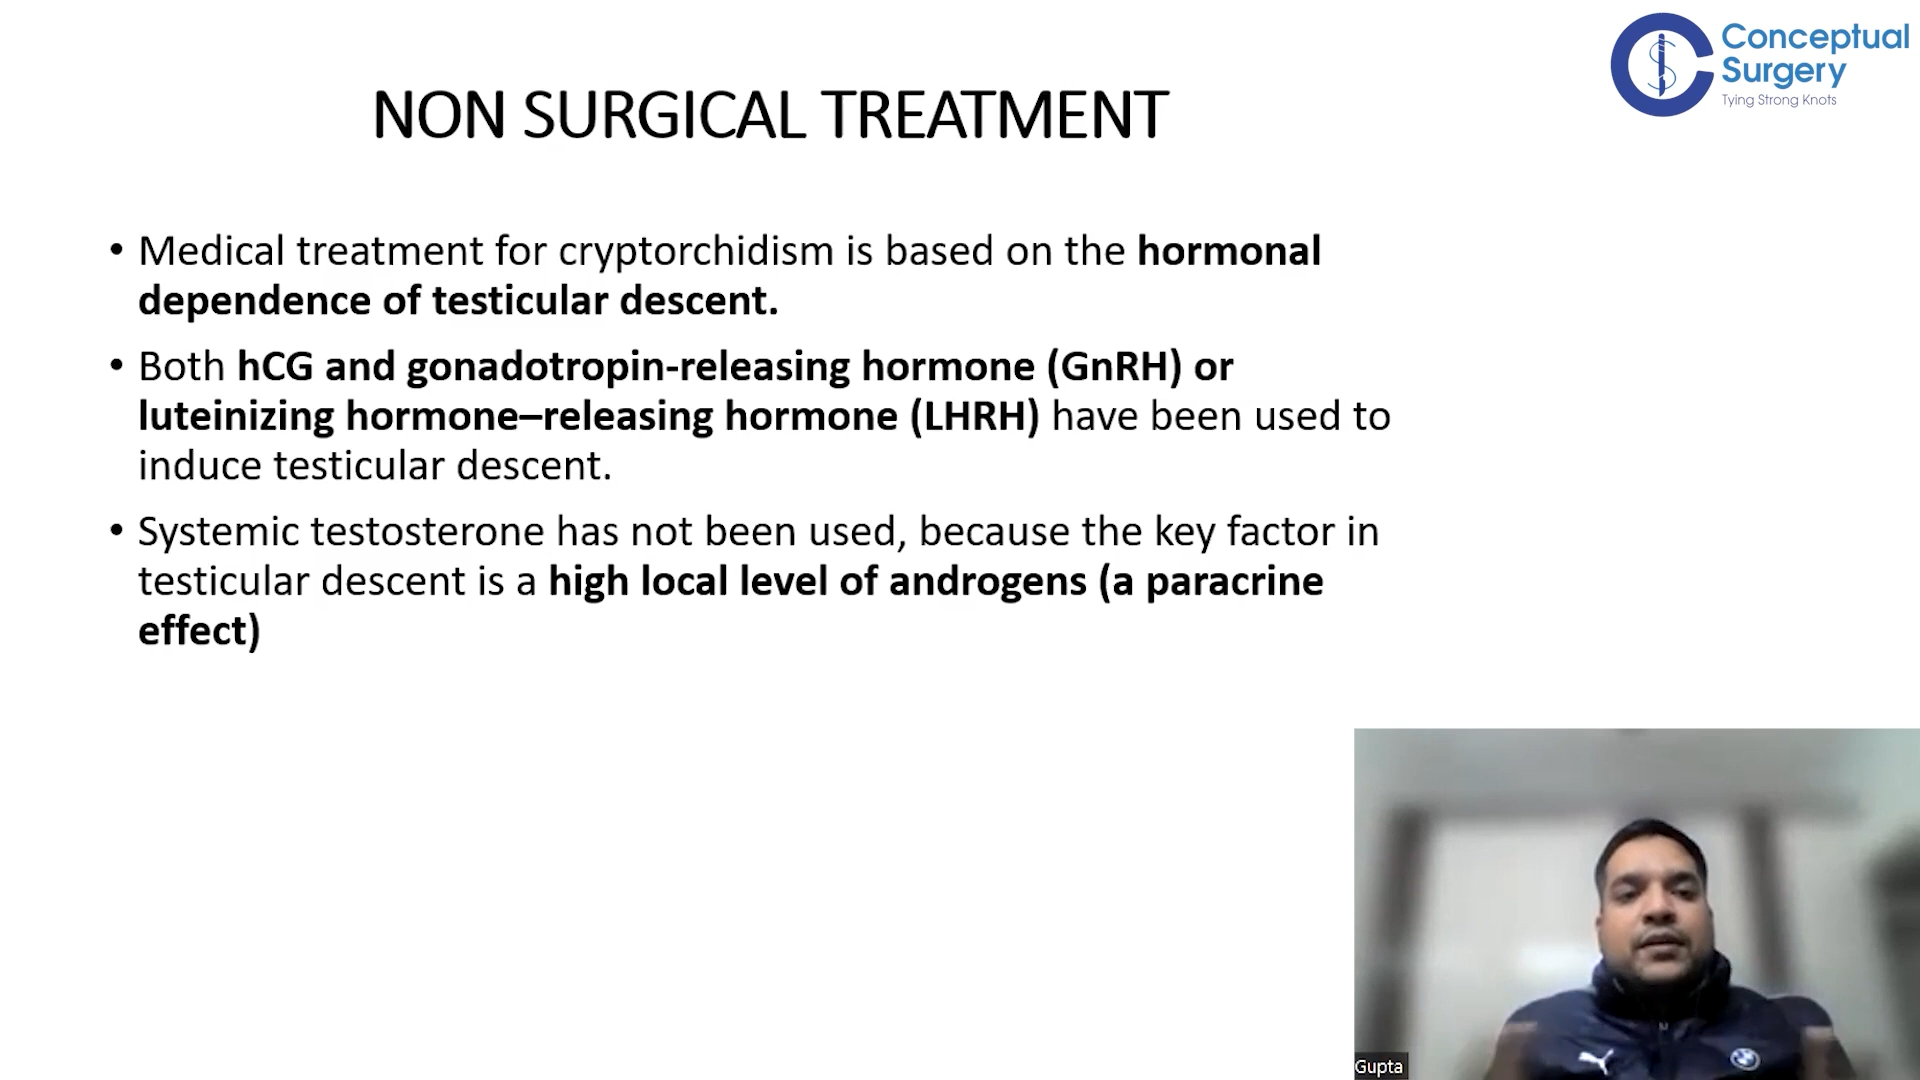 Conceptual
Surgery
Tying Strong Knots
NON SURGICAL TREATMENT
• Medical treatment for cryptorchidism is based on the hormonal
dependence of testicular descent.
• Both hCG and gonadotropin-releasing hormone (GnRH) or
luteinizing hormone–releasing hormone (LHRH) have been used to
induce testicular descent.
• Systemic testosterone has not been used, because the key factor in
testicular descent is a high local level of androgens (a paracrine
effect)
Gupta